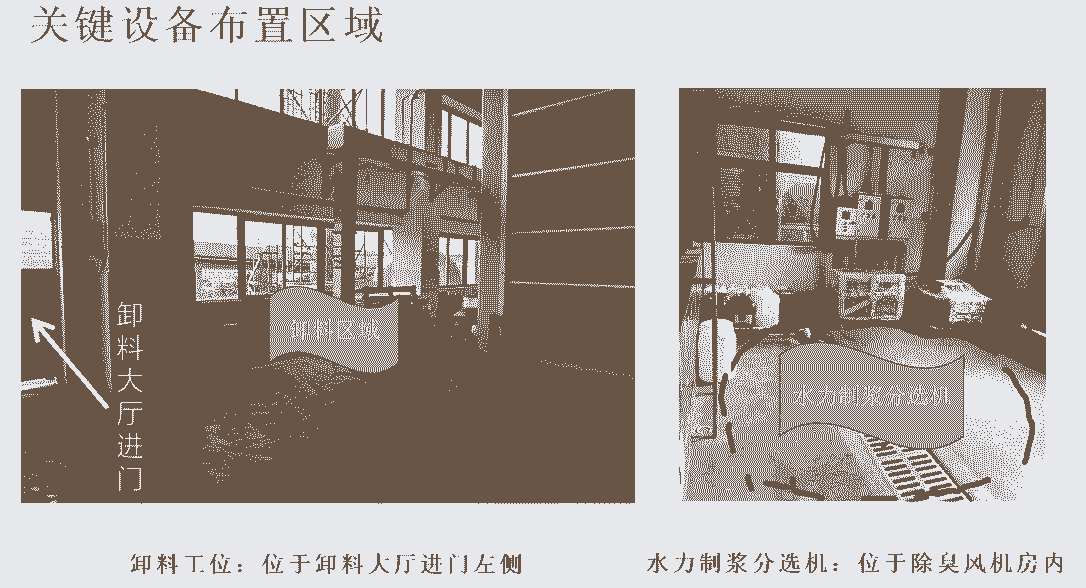 关键设备布置区域
卸料大厅进门
卸料区域
水力制浆分选机
卸料工位：位于卸料大厅进门左侧
水力制浆分选机：位于除臭风机房内